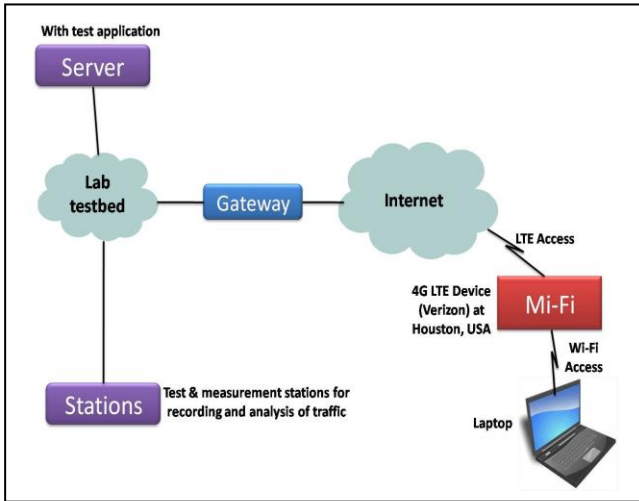 With test application
Server
Lab
testbed
Gateway
Internet
LTE Access
4G LTE Device
(Verizon) at
Houston, USA
Mi-Fi
Wi-Fi
Access
Stations
Test & measurement stations for
recording and analysis of traffic
Laptop